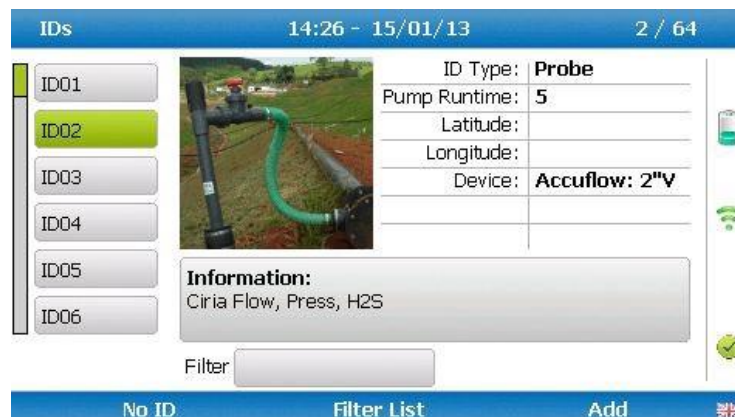 IDs 14:26 - 15/01/13 2 / 64
ID01
ID02
ID03
ID04
ID05
ID06
ID Type: Probe
Pump Runtime: 5
Latitude:
Longitude:
Device: Accuflow: 2"V
Information:
Ciria Flow, Press, H2S
Filter
No ID Filter List Add